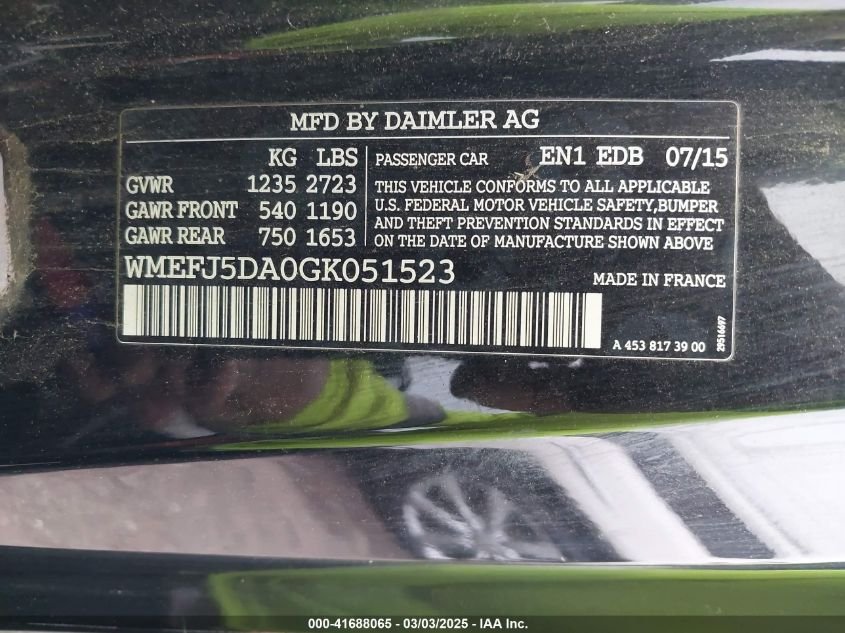 MFD BY DAIMLER AG
KG LBS
GVWR 1235 2723
GAWR FRONT 540 1190
GAWR REAR 750 1653
PASSENGER CAR EN1 EDB 07/15
THIS VEHICLE CONFORMS TO ALL APPLICABLE
U.S. FEDERAL MOTOR VEHICLE SAFETY,BUMPER
AND THEFT PREVENTION STANDARDS IN EFFECT
ON THE DATE OF MANUFACTURE SHOWN ABOVE
WMEFJ5DA0GK051523
MADE IN FRANCE
A 453 817 39 00
29516697
000-41688065 - 03/03/2025 - IAA Inc.